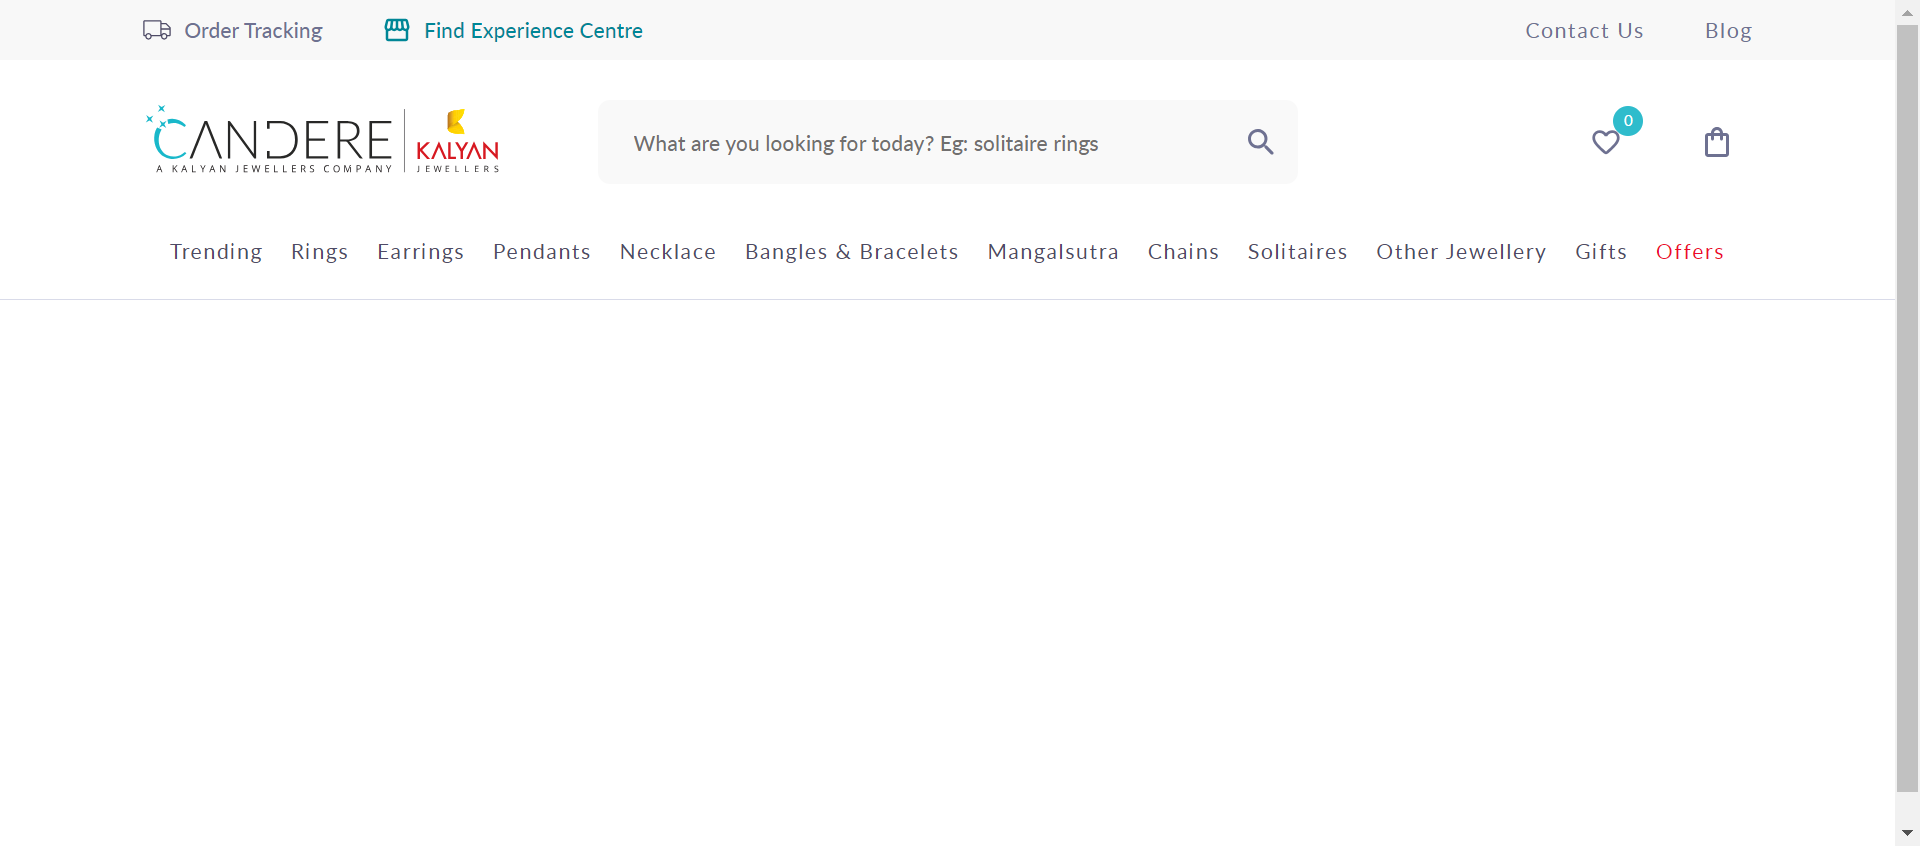 Order Tracking
Find Experience Centre
Contact Us
Blog
CANDERE
A KALYAN JEWELLERS COMPANY
KALYAN
JEWELLERS
What are you looking for today? Eg: solitaire rings
0
Trending Rings Earrings Pendants Necklace Bangles & Bracelets Mangalsutra Chains Solitaires Other Jewellery Gifts Offers